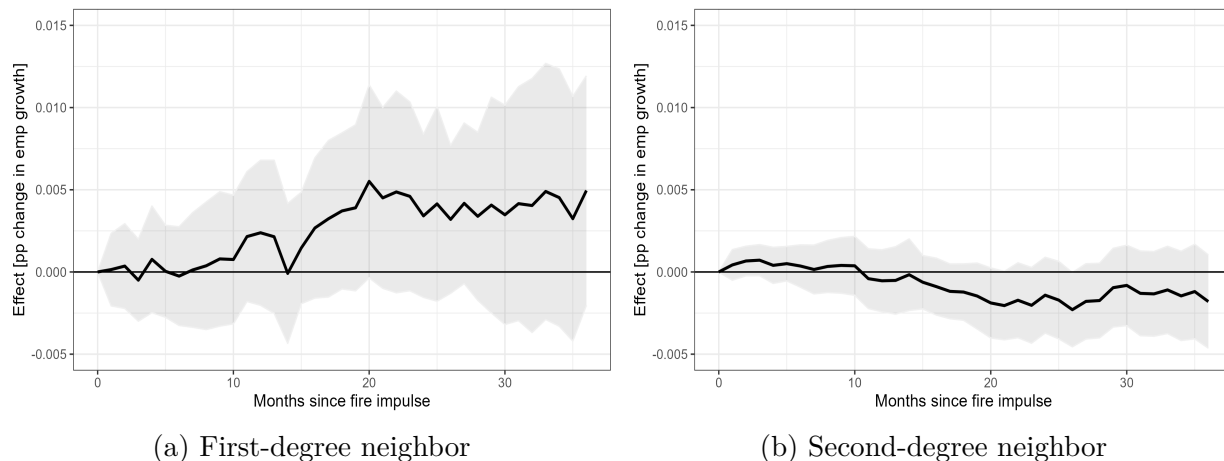 0.015
0.010
0.005
0.000
-0.005
Effect [pp change in emp growth]
0 10 20 30
Months since fire impulse
(a) First-degree neighbor
0.015
0.010
0.005
0.000
-0.005
Effect [pp change in emp growth]
0 10 20 30
Months since fire impulse
(b) Second-degree neighbor